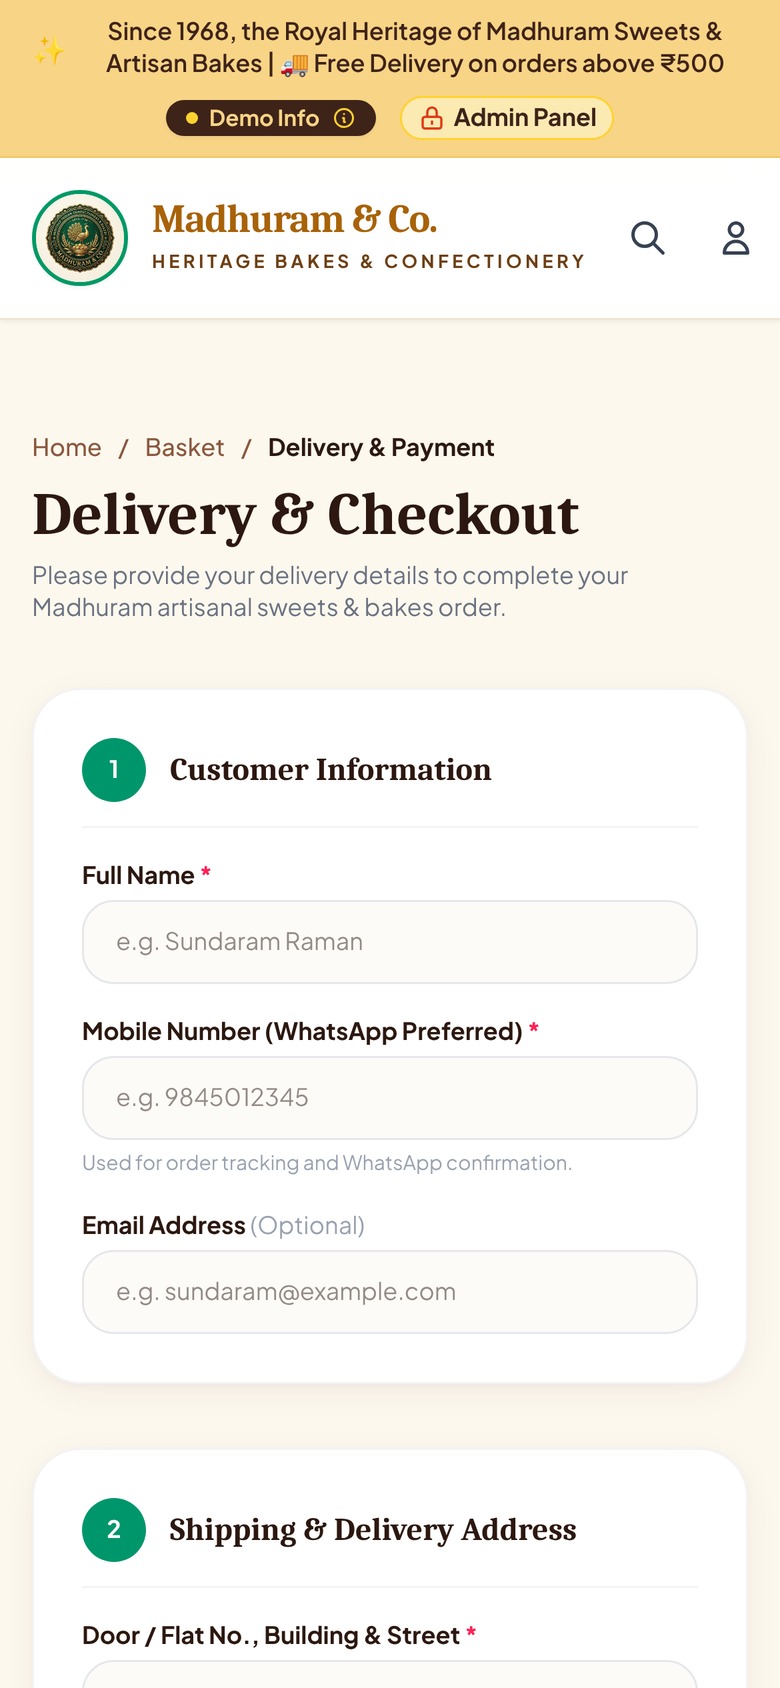 ✨ Since 1968, the Royal Heritage of Madhuram Sweets &
Artisan Bakes | 🚚 Free Delivery on orders above ₹500
Demo Info
Admin Panel
Madhuram & Co.
HERITAGE BAKES & CONFECTIONERY
Home / Basket / Delivery & Payment
Delivery & Checkout
Please provide your delivery details to complete your
Madhuram artisanal sweets & bakes order.
1 Customer Information
Full Name *
e.g. Sundaram Raman
Mobile Number (WhatsApp Preferred) *
e.g. 9845012345
Used for order tracking and WhatsApp confirmation.
Email Address (Optional)
e.g. sundaram@example.com
2 Shipping & Delivery Address
Door / Flat No., Building & Street *